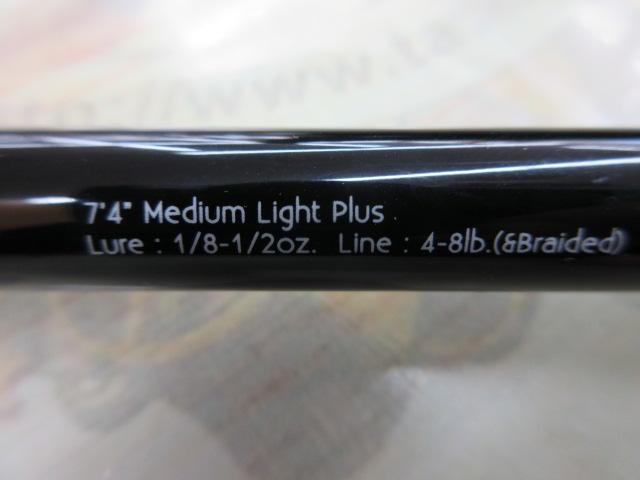 7'4" Medium Light Plus
Lure : 1/8-1/2oz. Line : 4-8lb.(&Braided)